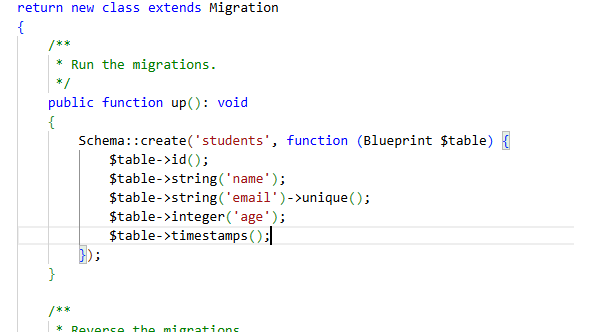 return new class extends Migration
{
/**
* Run the migrations.
*/
public function up(): void
{
Schema::create('students', function (Blueprint $table) {
$table->id();
$table->string('name');
$table->string('email')->unique();
$table->integer('age');
$table->timestamps();
});
}
/**
* Reverse the migrations